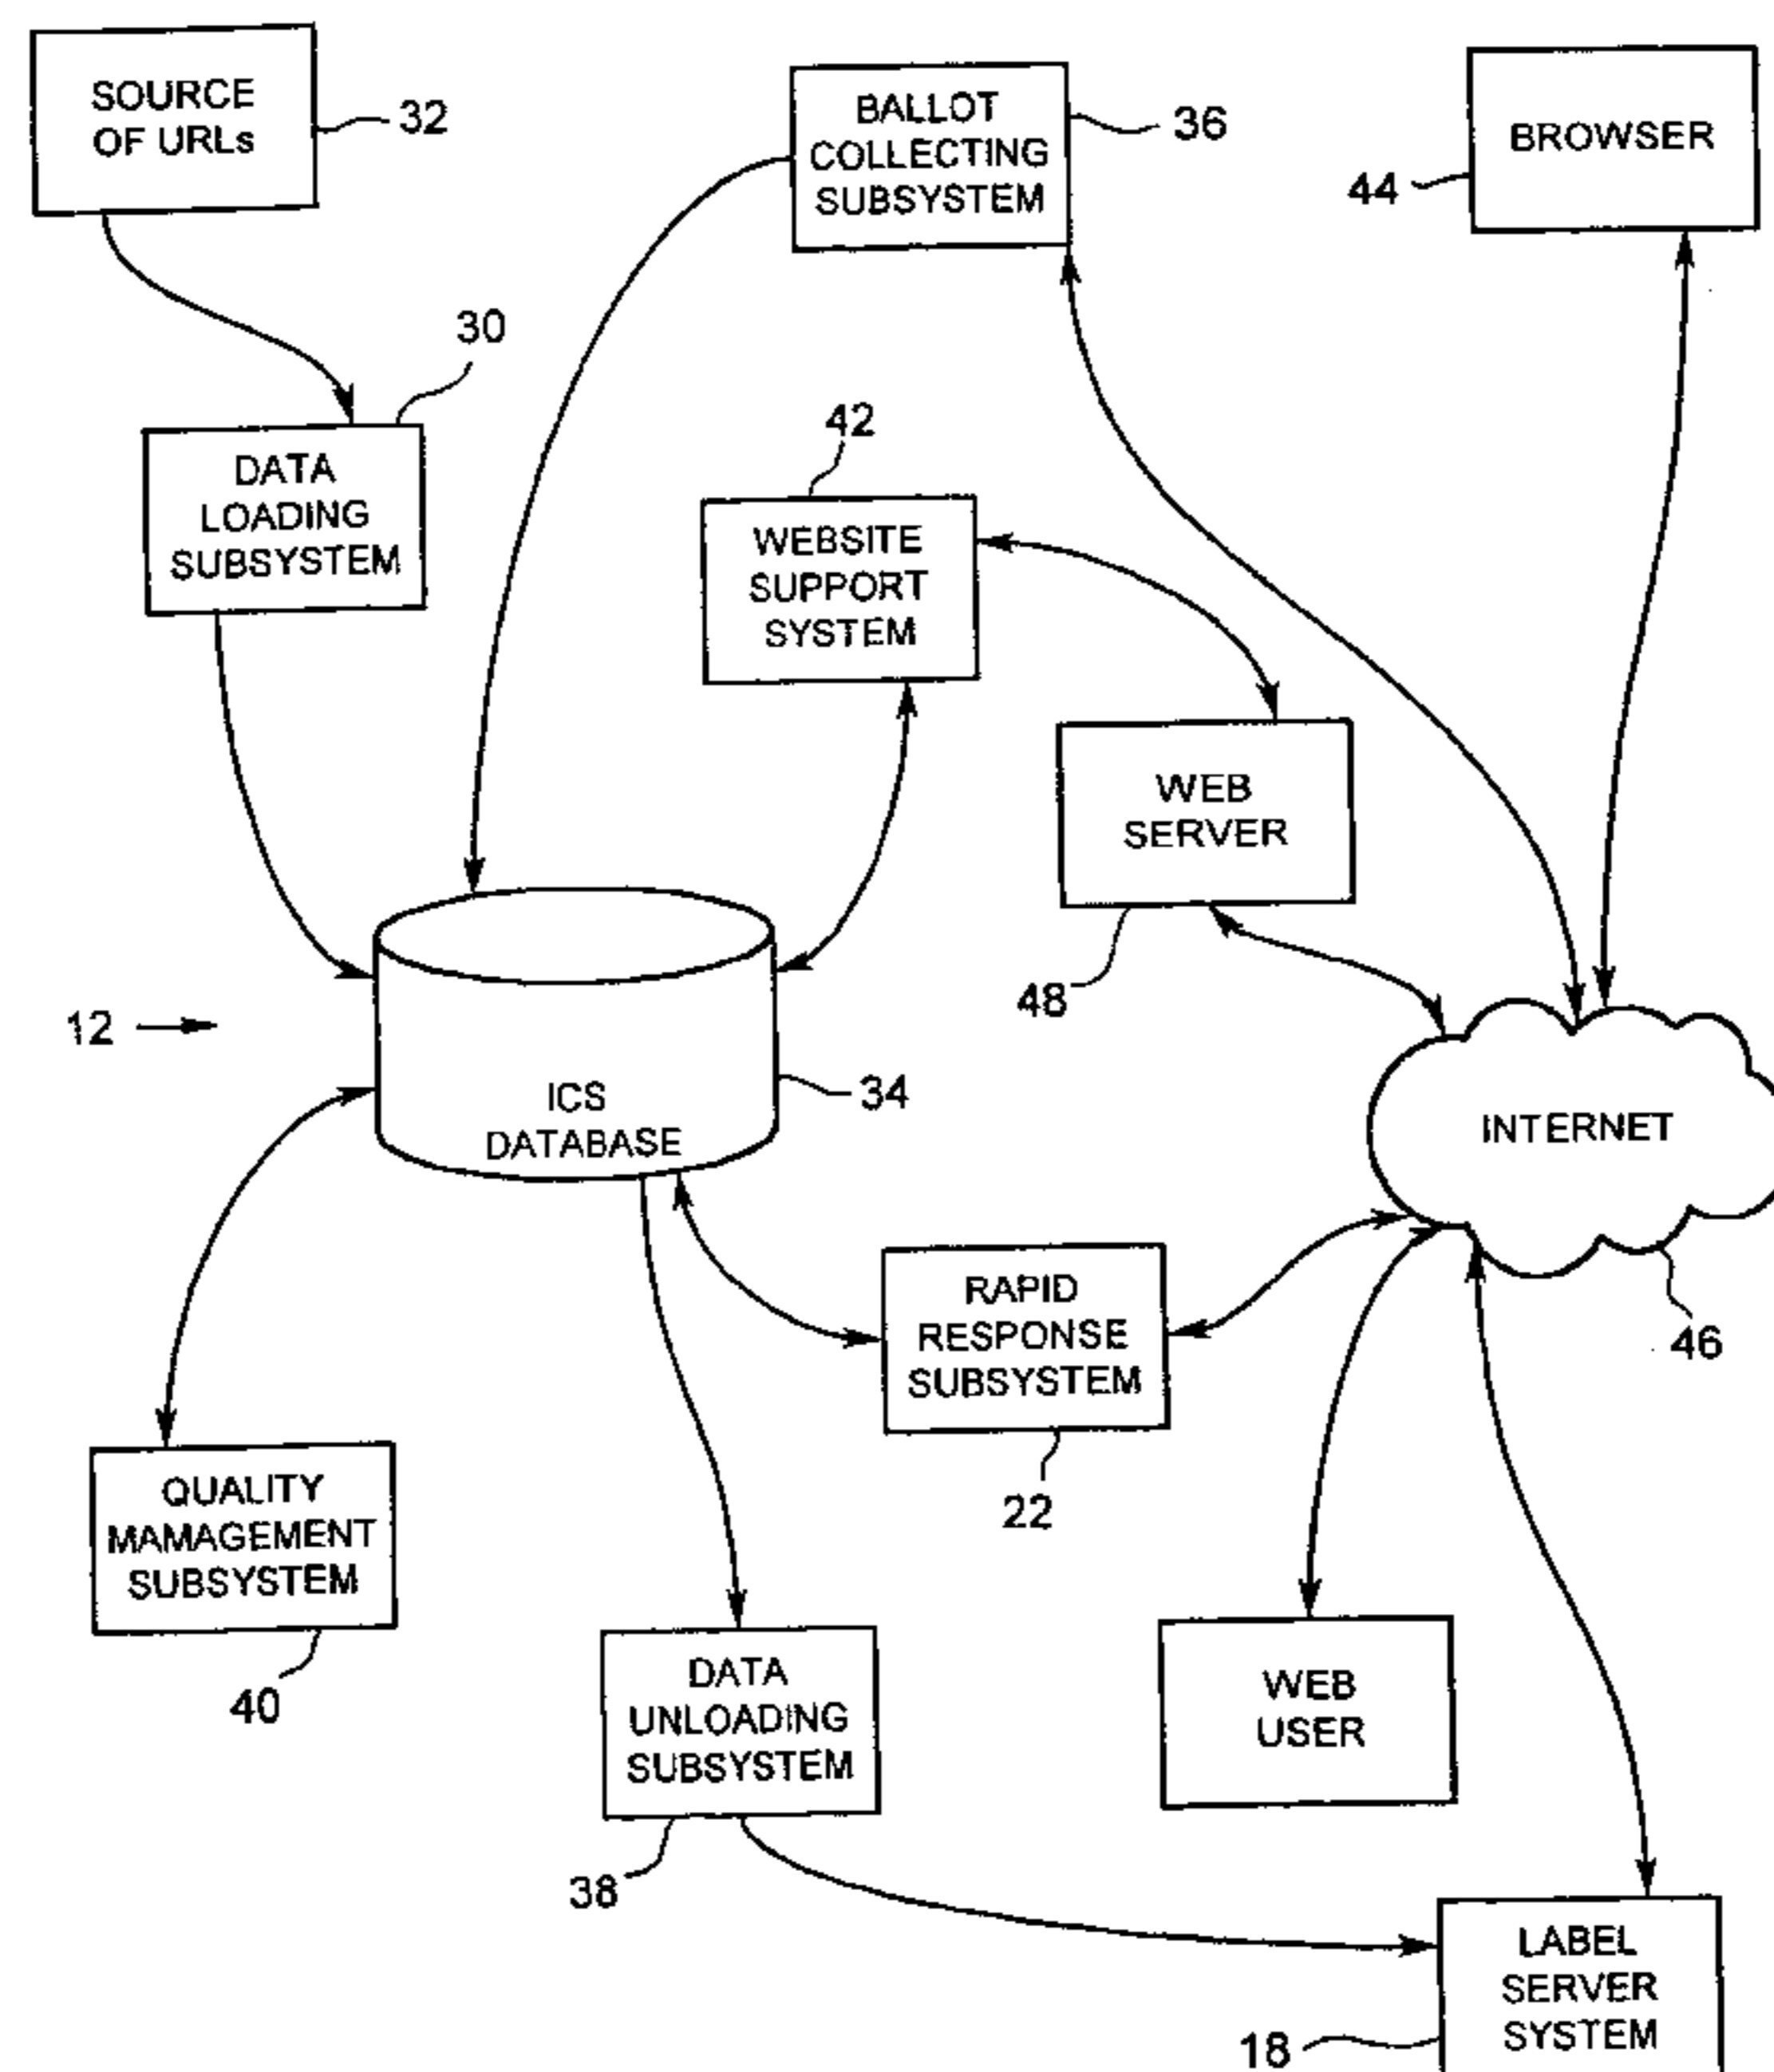 SOURCE
OF URLs
32
BALLOT
COLLECTING
SUBSYSTEM
36
BROWSER
44
30
DATA
LOADING
SUBSYSTEM
42
WEBSITE
SUPPORT
SYSTEM
WEB
SERVER
48
12
ICS
DATABASE
34
INTERNET
46
RAPID
RESPONSE
SUBSYSTEM
22
QUALITY
MAMAGEMENT
SUBSYSTEM
40
DATA
UNLOADING
SUBSYSTEM
38
WEB
USER
LABEL
SERVER
SYSTEM
18